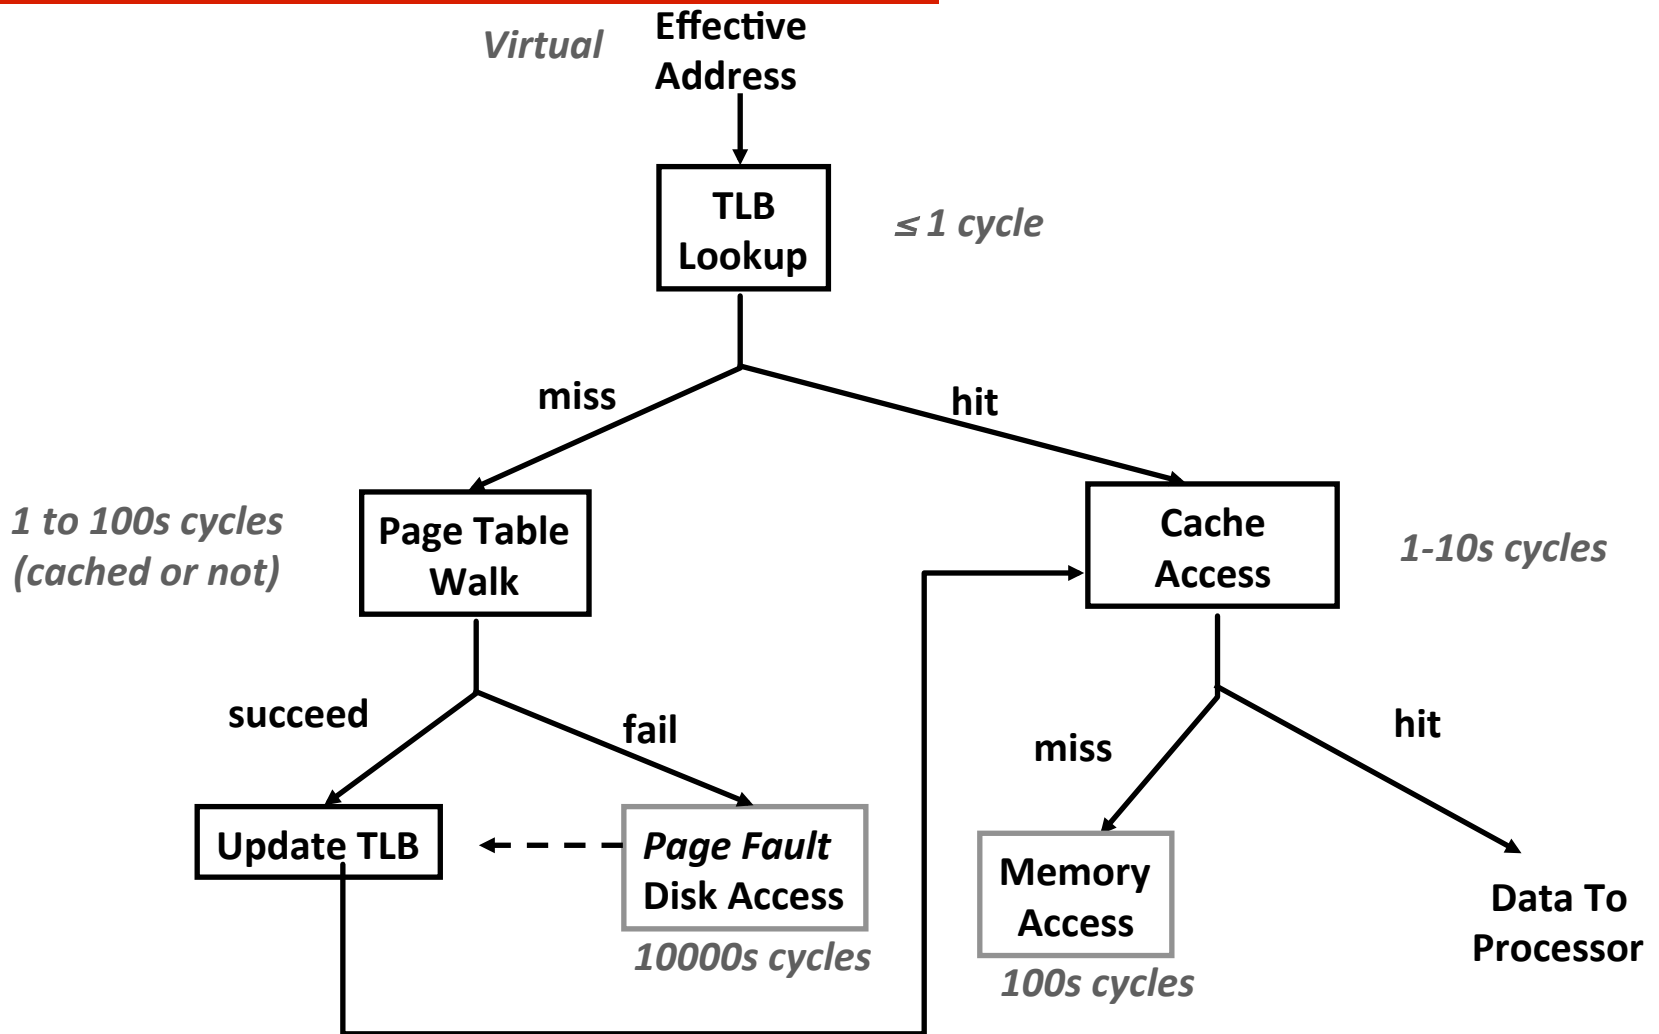 Virtual
Effective
Address
TLB
Lookup
≤ 1 cycle
miss
hit
1 to 100s cycles
(cached or not)
Page Table
Walk
Cache
Access
1-10s cycles
succeed
fail
miss
hit
Update TLB
Page Fault
Disk Access
10000s cycles
Memory
Access
100s cycles
Data To
Processor